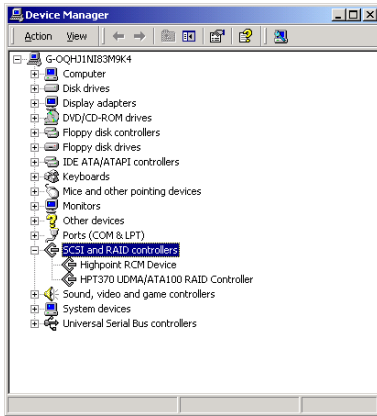 Device Manager
Action View
G-OQHJ1NI83M9K4
Computer
Disk drives
Display adapters
DVD/CD-ROM drives
Floppy disk controllers
Floppy disk drives
IDE ATA/ATAPI controllers
Keyboards
Mice and other pointing devices
Monitors
Other devices
Ports (COM & LPT)
SCSI and RAID controllers
Highpoint RCM Device
HPT370 UDMA/ATA100 RAID Controller
Sound, video and game controllers
System devices
Universal Serial Bus controllers